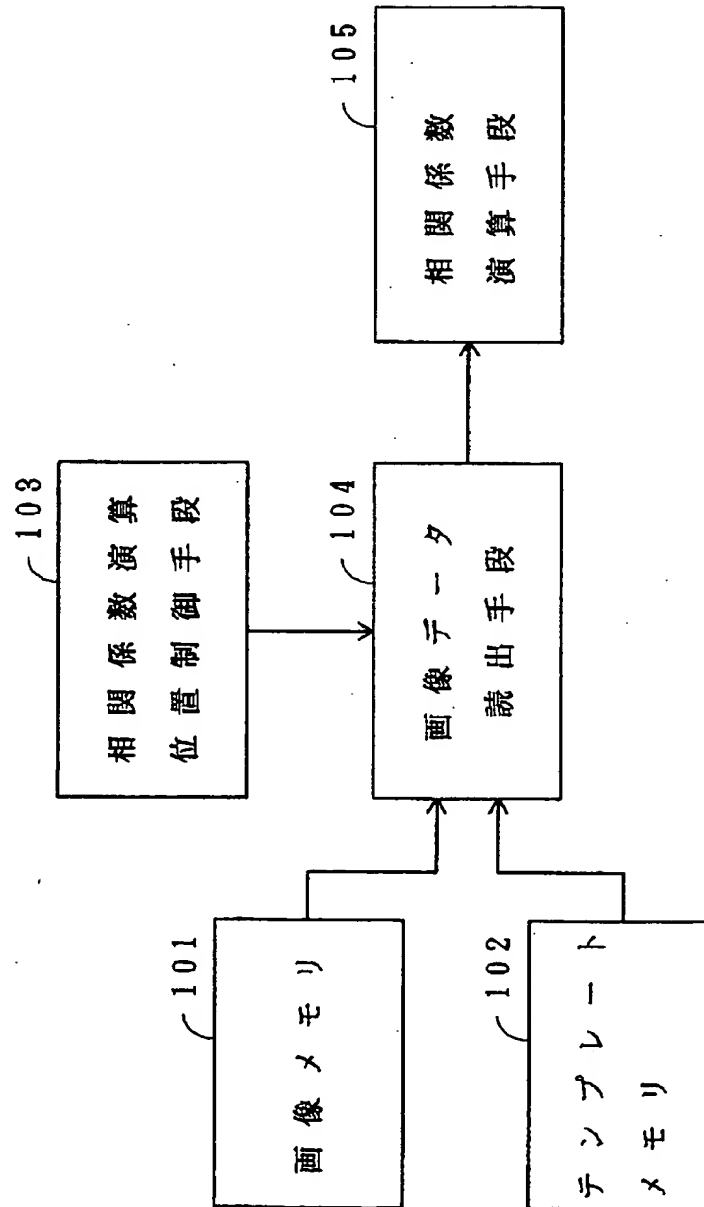 101
画像メモリ
102
テンプレート
メモリ
103
相関係数演算
位置制御手段
104
画像データ
読出手段
105
相関係数
演算手段